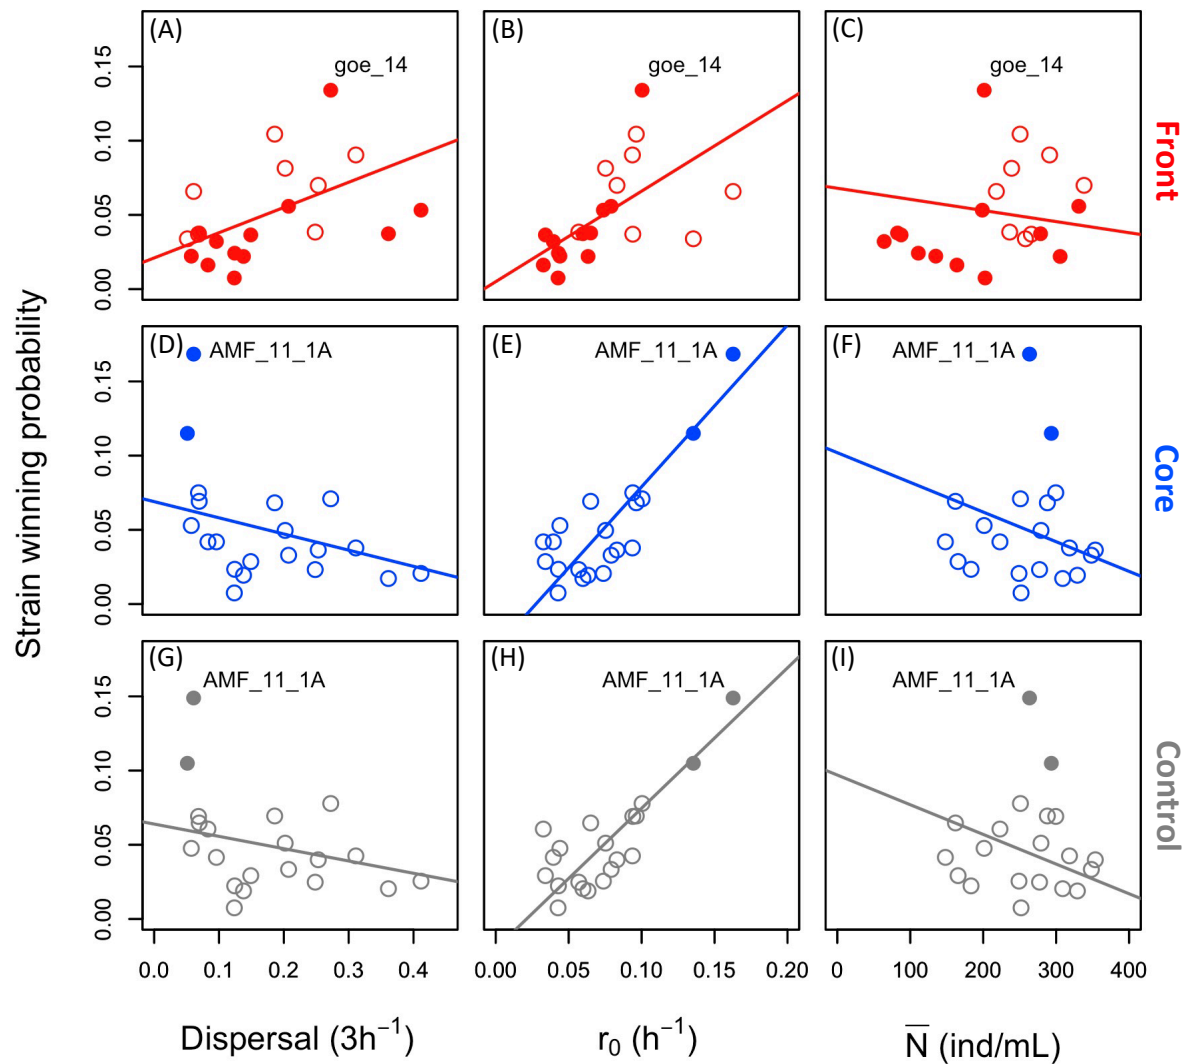 (A)
goe_14
(B)
goe_14
(C)
goe_14
Front
0.00 0.05 0.10 0.15
(D)
AMF_11_1A
(E)
AMF_11_1A
(F)
AMF_11_1A
Core
0.00 0.05 0.10 0.15
Strain winning probability
(G)
AMF_11_1A
(H)
AMF_11_1A
(I)
AMF_11_1A
Control
0.00 0.05 0.10 0.15
0.0 0.1 0.2 0.3 0.4
0.00 0.05 0.10 0.15 0.20
0 100 200 300 400
Dispersal (3h⁻¹)
r₀ (h⁻¹)
N̅ (ind/mL)